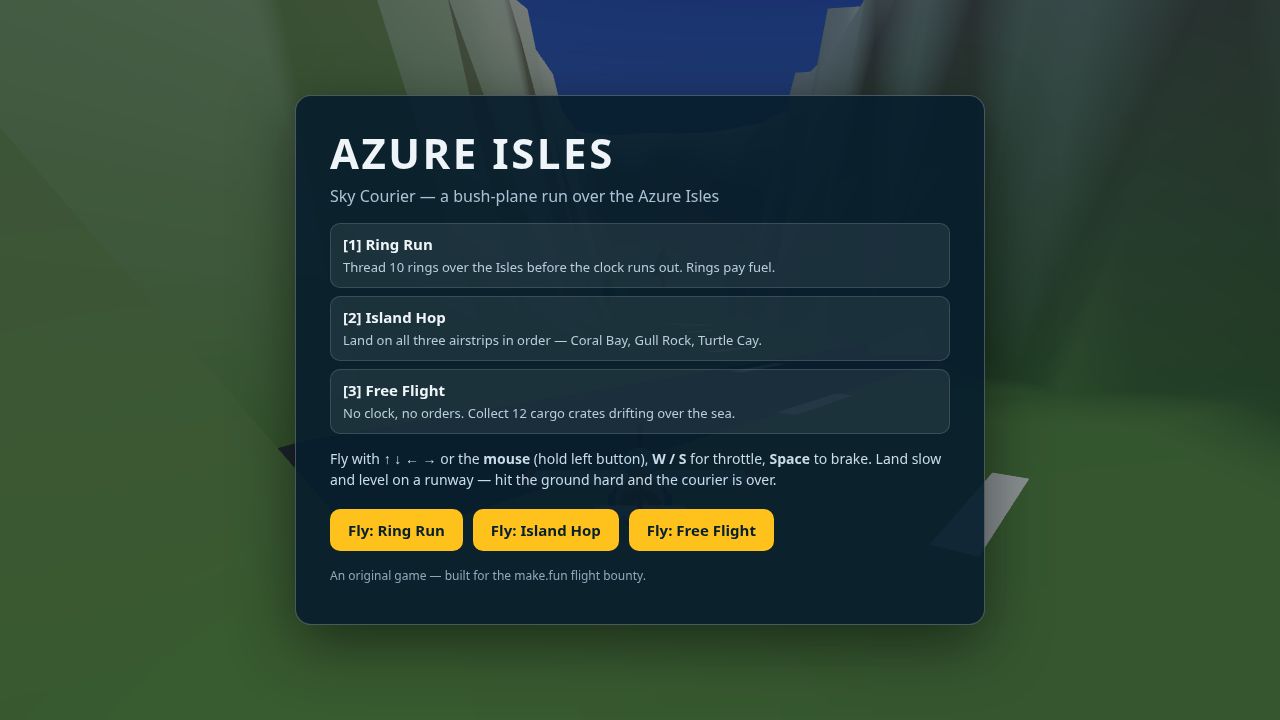 AZURE ISLES
Sky Courier — a bush-plane run over the Azure Isles
[1] Ring Run
Thread 10 rings over the Isles before the clock runs out. Rings pay fuel.
[2] Island Hop
Land on all three airstrips in order — Coral Bay, Gull Rock, Turtle Cay.
[3] Free Flight
No clock, no orders. Collect 12 cargo crates drifting over the sea.
Fly with ↑ ↓ ← → or the mouse (hold left button), W / S for throttle, Space to brake. Land slow
and level on a runway — hit the ground hard and the courier is over.
Fly: Ring Run
Fly: Island Hop
Fly: Free Flight
An original game — built for the make.fun flight bounty.